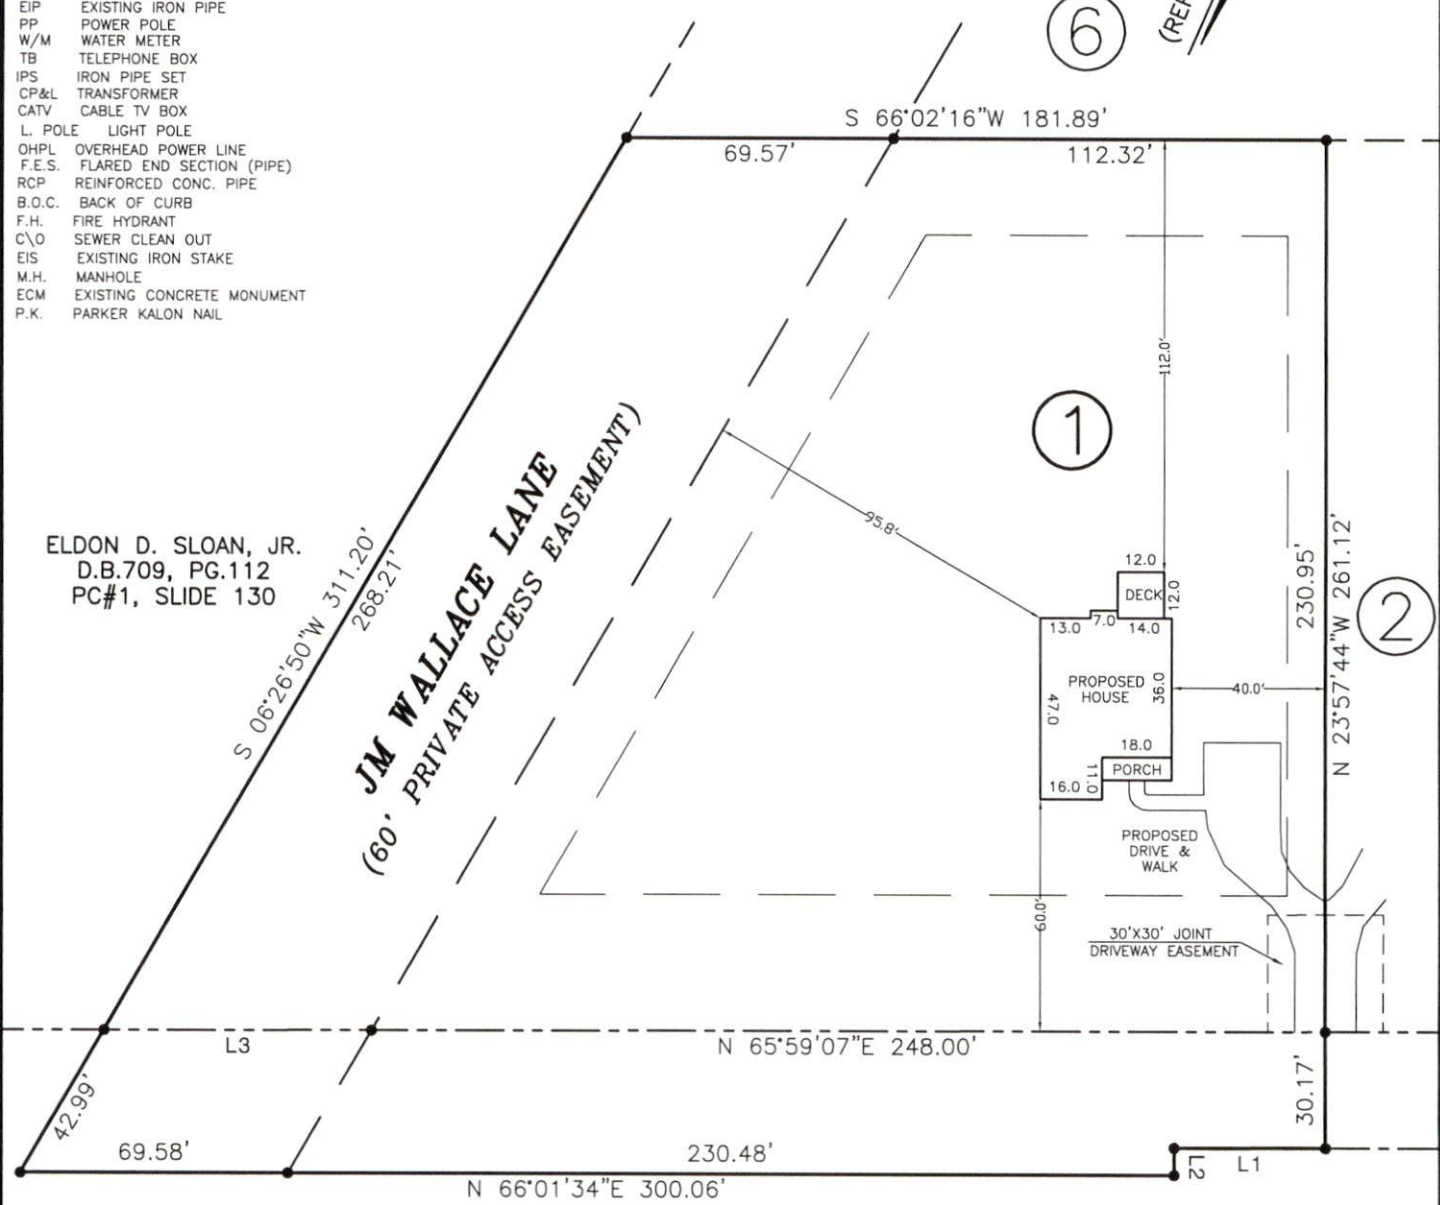 EIP EXISTING IRON PIPE
PP POWER POLE
W/M WATER METER
TB TELEPHONE BOX
IPS IRON PIPE SET
CP&L TRANSFORMER
CATV CABLE TV BOX
L. POLE LIGHT POLE
OHPL OVERHEAD POWER LINE
F.E.S. FLARED END SECTION (PIPE)
RCP REINFORCED CONC. PIPE
B.O.C. BACK OF CURB
F.H. FIRE HYDRANT
C\O SEWER CLEAN OUT
EIS EXISTING IRON STAKE
M.H. MANHOLE
ECM EXISTING CONCRETE MONUMENT
P.K. PARKER KALON NAIL
6
S 66°02'16"W 181.89'
69.57'
112.32'
112.0'
1
95.8'
ELDON D. SLOAN, JR.
D.B.709, PG.112
PC#1, SLIDE 130
S 06°26'50"W 311.20'
268.21'
JM WALLACE LANE
(60' PRIVATE ACCESS EASEMENT)
12.0
DECK
12.0
13.0
7.0
14.0
PROPOSED
HOUSE
47.0
36.0
40.0'
18.0
PORCH
16.0
11.0
230.95'
N 23°57'44"W 261.12'
2
PROPOSED
DRIVE &
WALK
60.0'
30'X30' JOINT
DRIVEWAY EASEMENT
L3
N 65°59'07"E 248.00'
42.99'
30.17'
69.58'
230.48'
N 66°01'34"E 300.06'
L2
L1